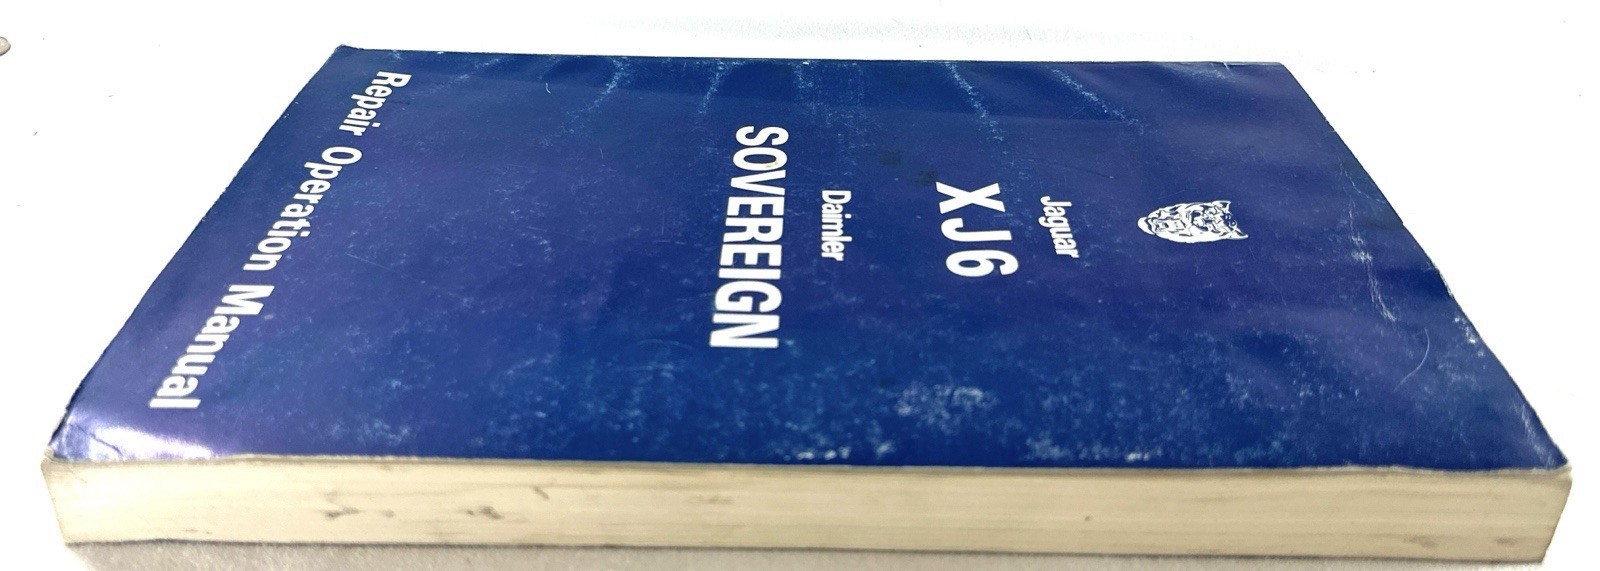 Jaguar
XJ6
Daimler
SOVEREIGN
Repair Operation Manual